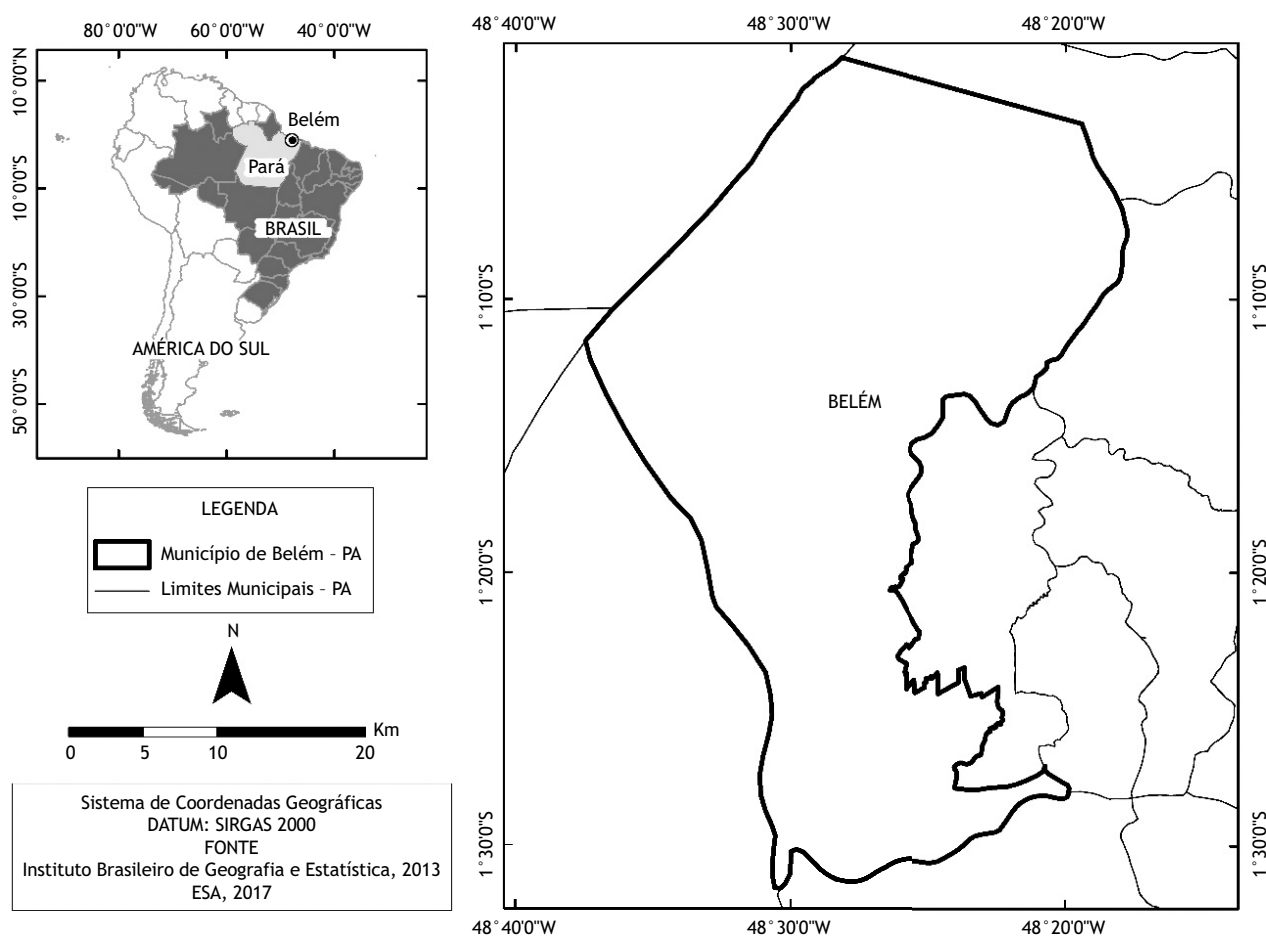 80°0'0"W 60°0'0"W 40°0'0"W
10°0'0"N
10°0'0"S
30°0'0"S
50°0'0"S
Belém
Pará
BRASIL
AMÉRICA DO SUL
LEGENDA
Município de Belém - PA
Limites Municipais - PA
N
Km
0 5 10 20
Sistema de Coordenadas Geográficas
DATUM: SIRGAS 2000
FONTE
Instituto Brasileiro de Geografia e Estatística, 2013
ESA, 2017
48°40'0"W 48°30'0"W 48°20'0"W
1°10'0"S 1°10'0"S
BELÉM
1°20'0"S 1°20'0"S
1°30'0"S 1°30'0"S
48°40'0"W 48°30'0"W 48°20'0"W